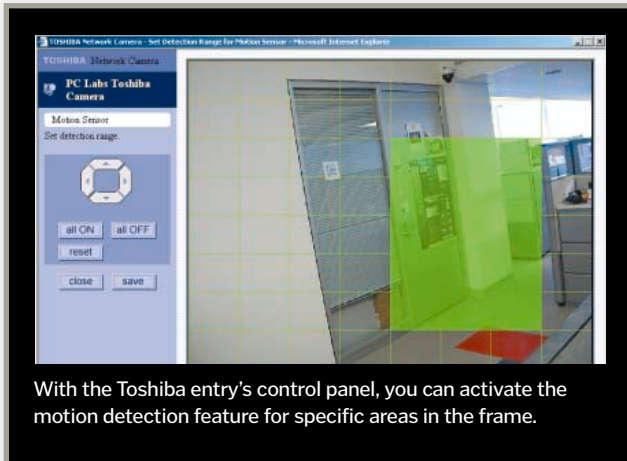 TOSHIBA Network Camera - Set Detection Range for Motion Sensor - Microsoft Internet Explorer
TOSHIBA Network Camera
PC Labs Toshiba
Camera
Motion Sensor
Set detection range.
all ON all OFF
reset
close save
With the Toshiba entry's control panel, you can activate the
motion detection feature for specific areas in the frame.